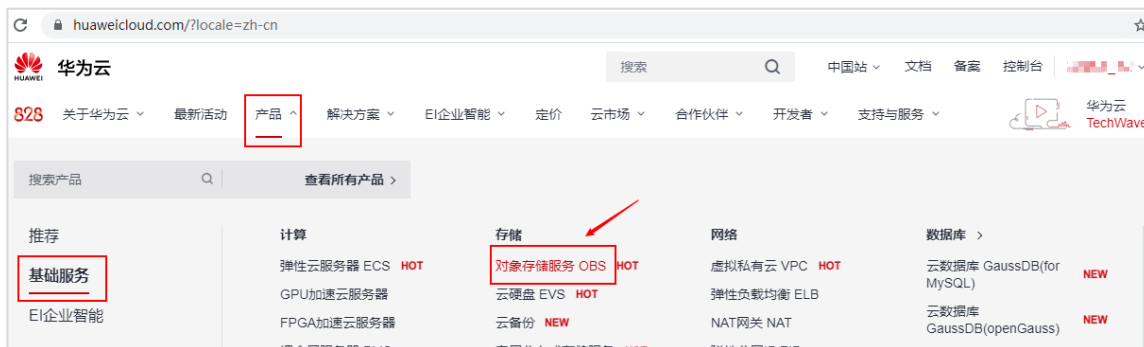 huaweicloud.com/?locale=zh-cn
HUAWEI 华为云 搜索 中国站 文档 备案 控制台
828 关于华为云 最新活动 产品 解决方案 EI企业智能 定价 云市场 合作伙伴 开发者 支持与服务 华为云
TechWave
搜索产品 查看所有产品 >
推荐 计算 存储 网络 数据库 >
基础服务 弹性云服务器 ECS HOT 对象存储服务 OBS HOT 虚拟私有云 VPC HOT 云数据库 GaussDB(for
MySQL) NEW
GPU加速云服务器 云硬盘 EVS HOT 弹性负载均衡 ELB
EI企业智能 FPGA加速云服务器 云备份 NEW NAT网关 NAT 云数据库
GaussDB(openGauss) NEW